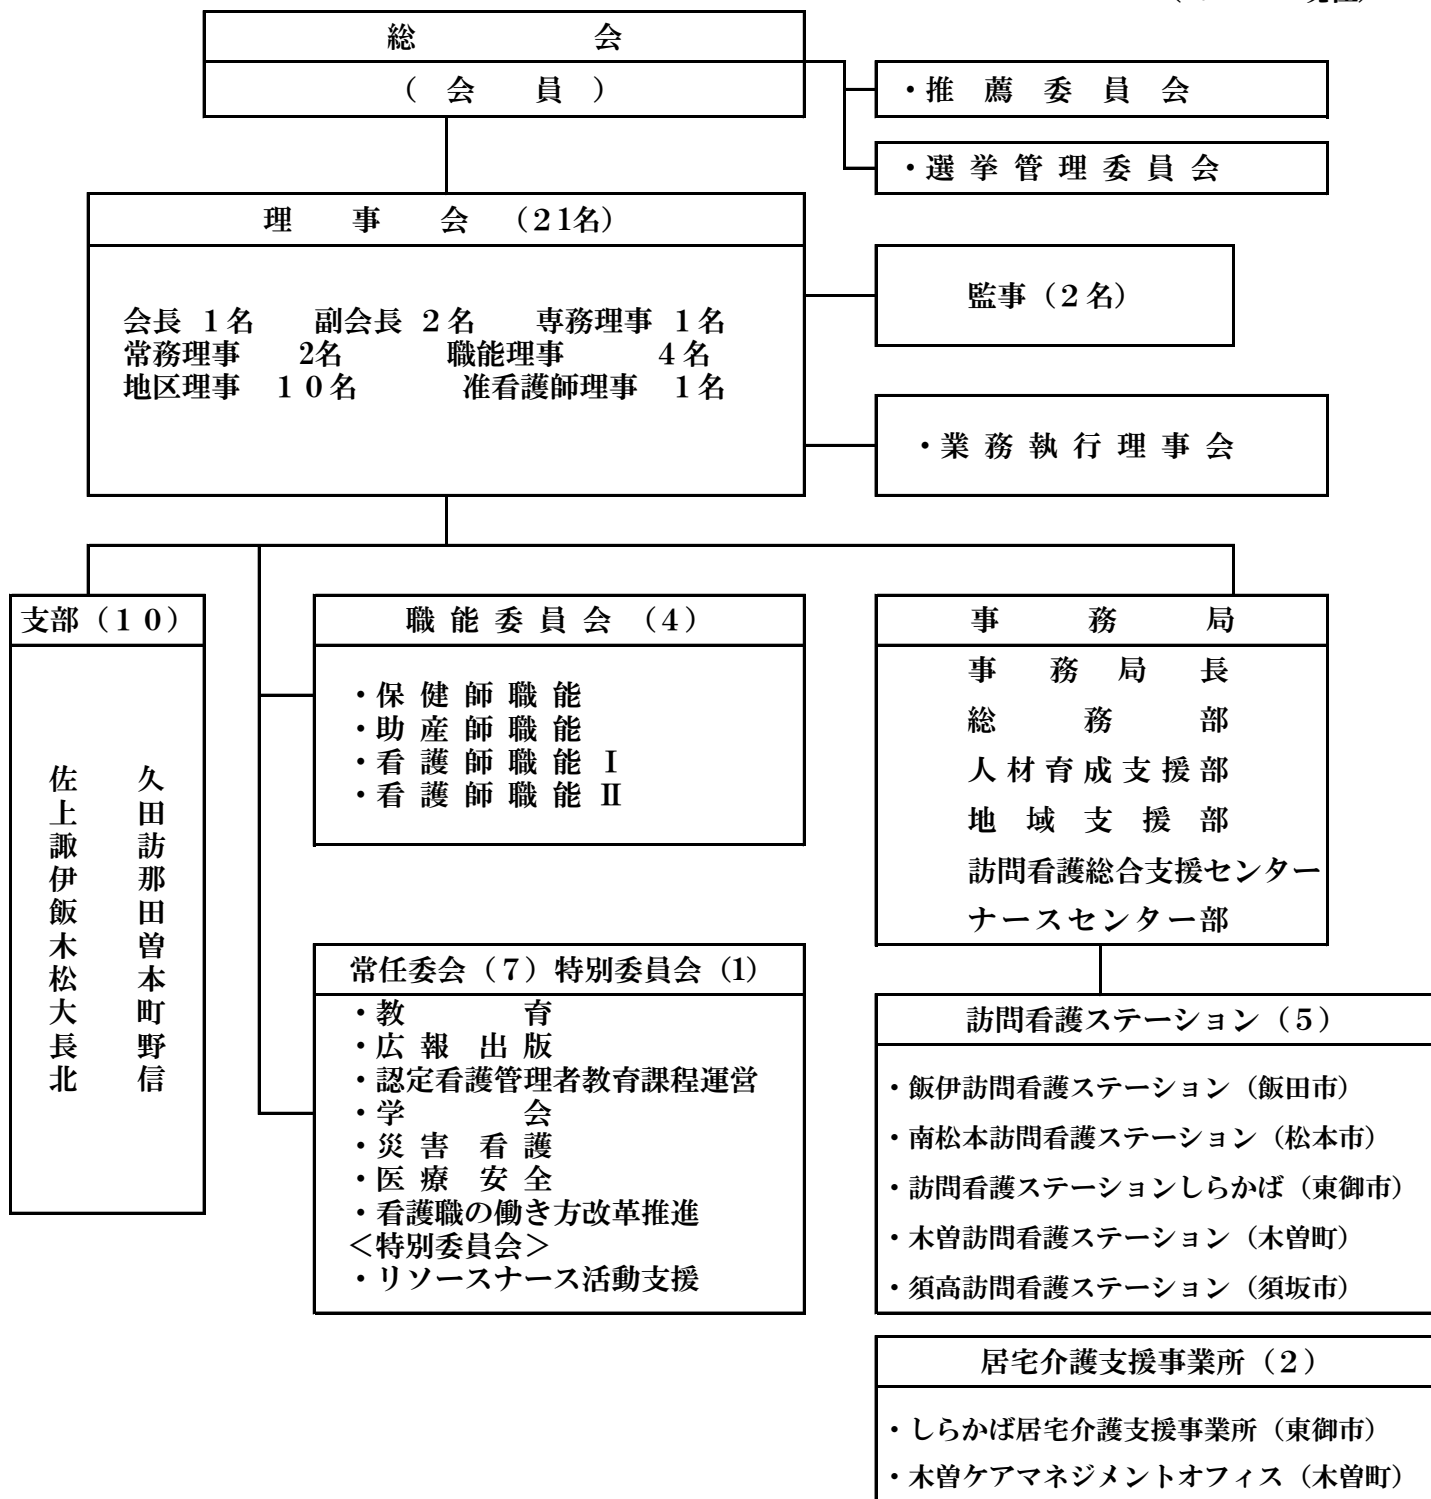 総会
(会員)
・推薦委員会
・選挙管理委員会
理事会（21名）
会長 １名 副会長 ２名 専務理事 １名
常務理事 2名 職能理事 ４名
地区理事 １０名 准看護師理事 １名
監事（２名）
・業務執行理事会
支部（１０）
佐久
上田
諏訪
伊那
飯田
木曽
松本
大町
長野
北信
職能委員会（4）
・保健師職能
・助産師職能
・看護師職能Ⅰ
・看護師職能Ⅱ
常任委会（７）特別委員会（1）
・教育
・広報出版
・認定看護管理者教育課程運営
・学会
・災害看護
・医療安全
・看護職の働き方改革推進
＜特別委員会＞
・リソースナース活動支援
事務局
事務局長
総務部
人材育成支援部
地域支援部
訪問看護総合支援センター
ナースセンター部
訪問看護ステーション（５）
・飯伊訪問看護ステーション（飯田市）
・南松本訪問看護ステーション（松本市）
・訪問看護ステーションしらかば（東御市）
・木曽訪問看護ステーション（木曽町）
・須高訪問看護ステーション（須坂市）
居宅介護支援事業所（２）
・しらかば居宅介護支援事業所（東御市）
・木曽ケアマネジメントオフィス（木曽町）